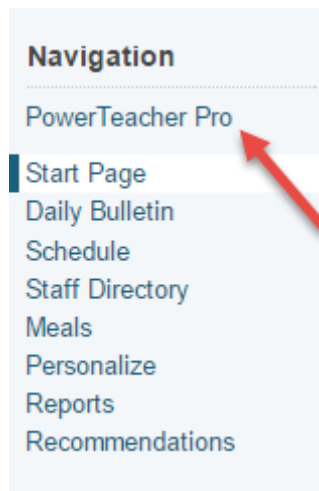 Navigation
PowerTeacher Pro
Start Page
Daily Bulletin
Schedule
Staff Directory
Meals
Personalize
Reports
Recommendations